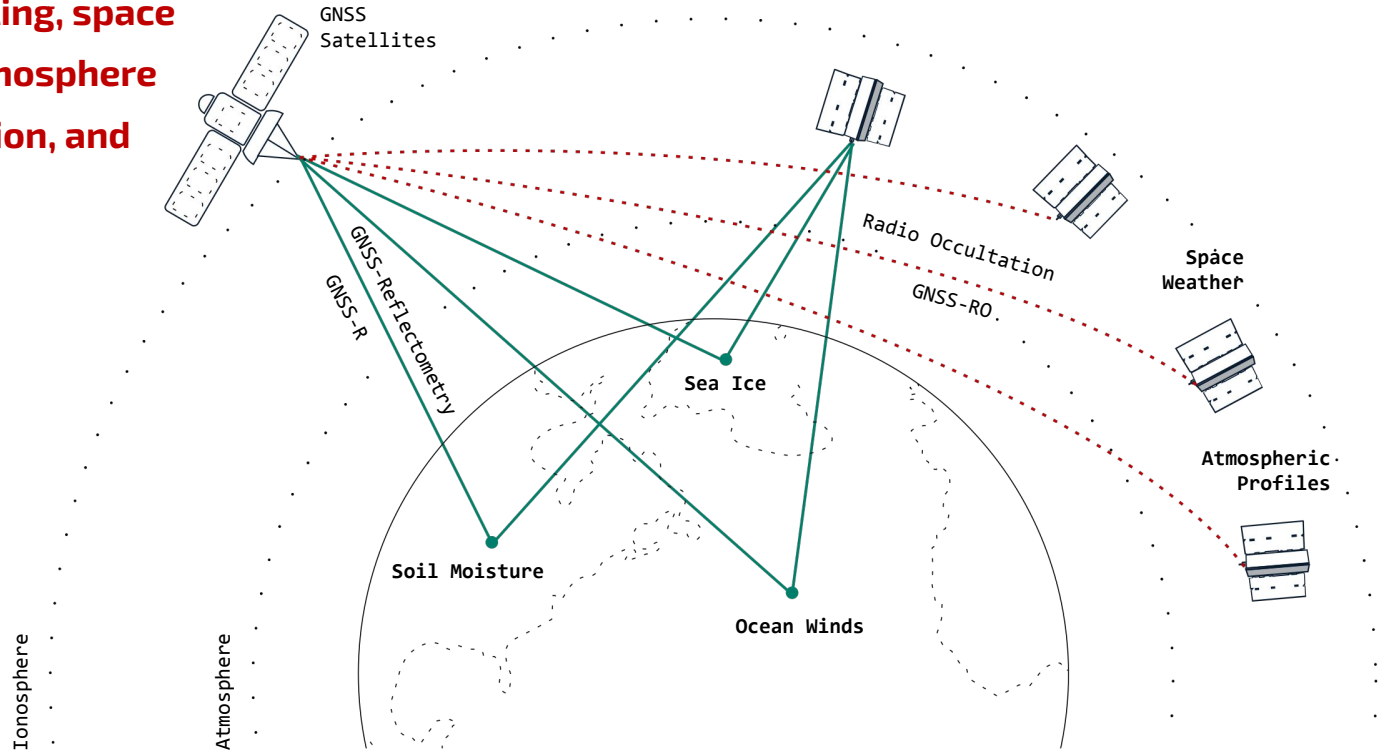 ing, space
nosphere
ion, and
GNSS
Satellites
GNSS-Reflectometry
GNSS-R
Radio Occultation
GNSS-RO
Space
Weather
Sea Ice
Atmospheric
Profiles
Soil Moisture
Ocean Winds
Ionosphere
Atmosphere